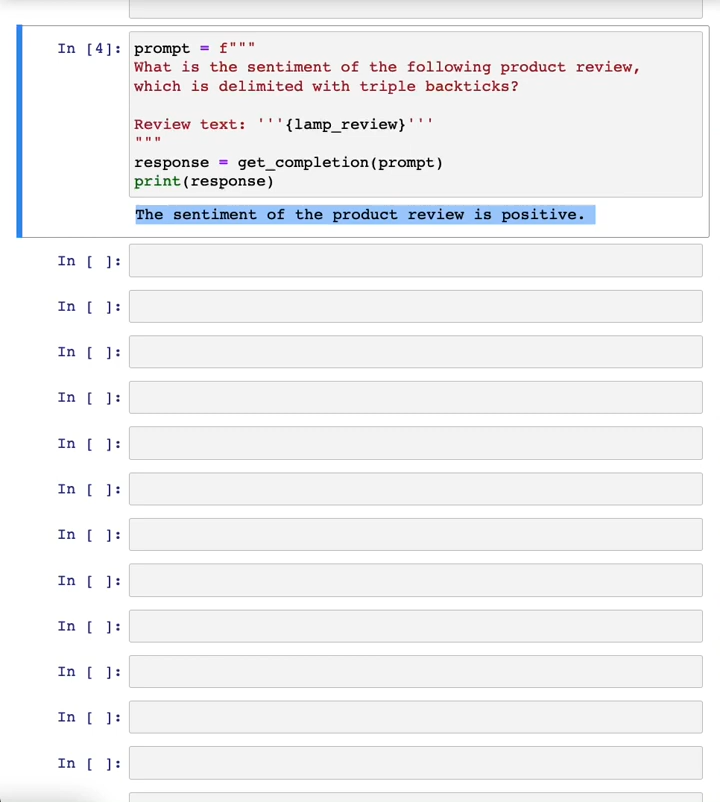 In [4]: prompt = f"""
What is the sentiment of the following product review,
which is delimited with triple backticks?
Review text: '''{lamp_review}'''
"""
response = get_completion(prompt)
print(response)
The sentiment of the product review is positive.
In [ ]:
In [ ]:
In [ ]:
In [ ]:
In [ ]:
In [ ]:
In [ ]:
In [ ]:
In [ ]:
In [ ]:
In [ ]:
In [ ]: